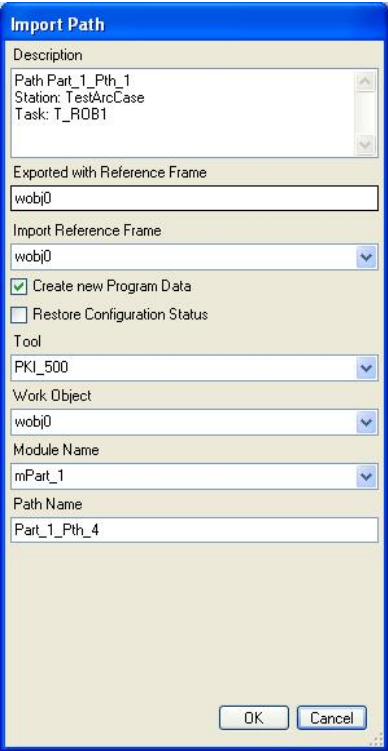 Import Path
Description
Path Part_1_Pth_1
Station: TestArcCase
Task: T_ROB1
Exported with Reference Frame
wobj0
Import Reference Frame
wobj0
Create new Program Data
Restore Configuration Status
Tool
PKI_500
Work Object
wobj0
Module Name
mPart_1
Path Name
Part_1_Pth_4
OK Cancel